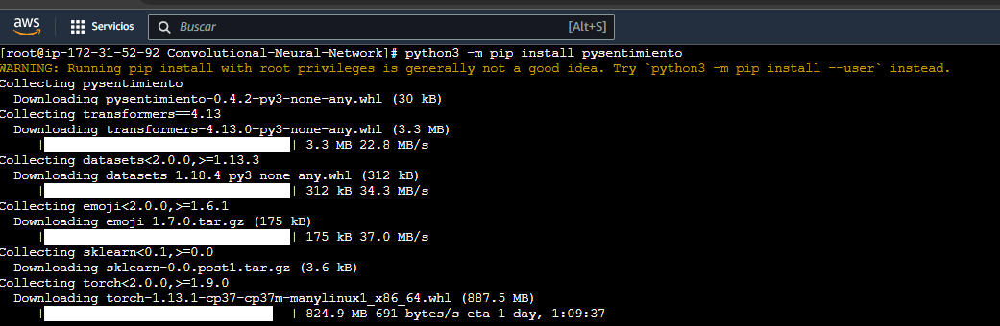 aws
Servicios
Buscar
[Alt+S]
[root@ip-172-31-52-92 Convolutional-Neural-Network]# python3 -m pip install pysentimiento
WARNING: Running pip install with root privileges is generally not a good idea. Try `python3 -m pip install --user` instead.
Collecting pysentimiento
  Downloading pysentimiento-0.4.2-py3-none-any.whl (30 kB)
Collecting transformers==4.13
  Downloading transformers-4.13.0-py3-none-any.whl (3.3 MB)
     | | 3.3 MB 22.8 MB/s
Collecting datasets<2.0.0,>=1.13.3
  Downloading datasets-1.18.4-py3-none-any.whl (312 kB)
     | | 312 kB 34.3 MB/s
Collecting emoji<2.0.0,>=1.6.1
  Downloading emoji-1.7.0.tar.gz (175 kB)
     | | 175 kB 37.0 MB/s
Collecting sklearn<0.1,>=0.0
  Downloading sklearn-0.0.post1.tar.gz (3.6 kB)
Collecting torch<2.0.0,>=1.9.0
  Downloading torch-1.13.1-cp37-cp37m-manylinux1_x86_64.whl (887.5 MB)
     | | 824.9 MB 691 bytes/s eta 1 day, 1:09:37